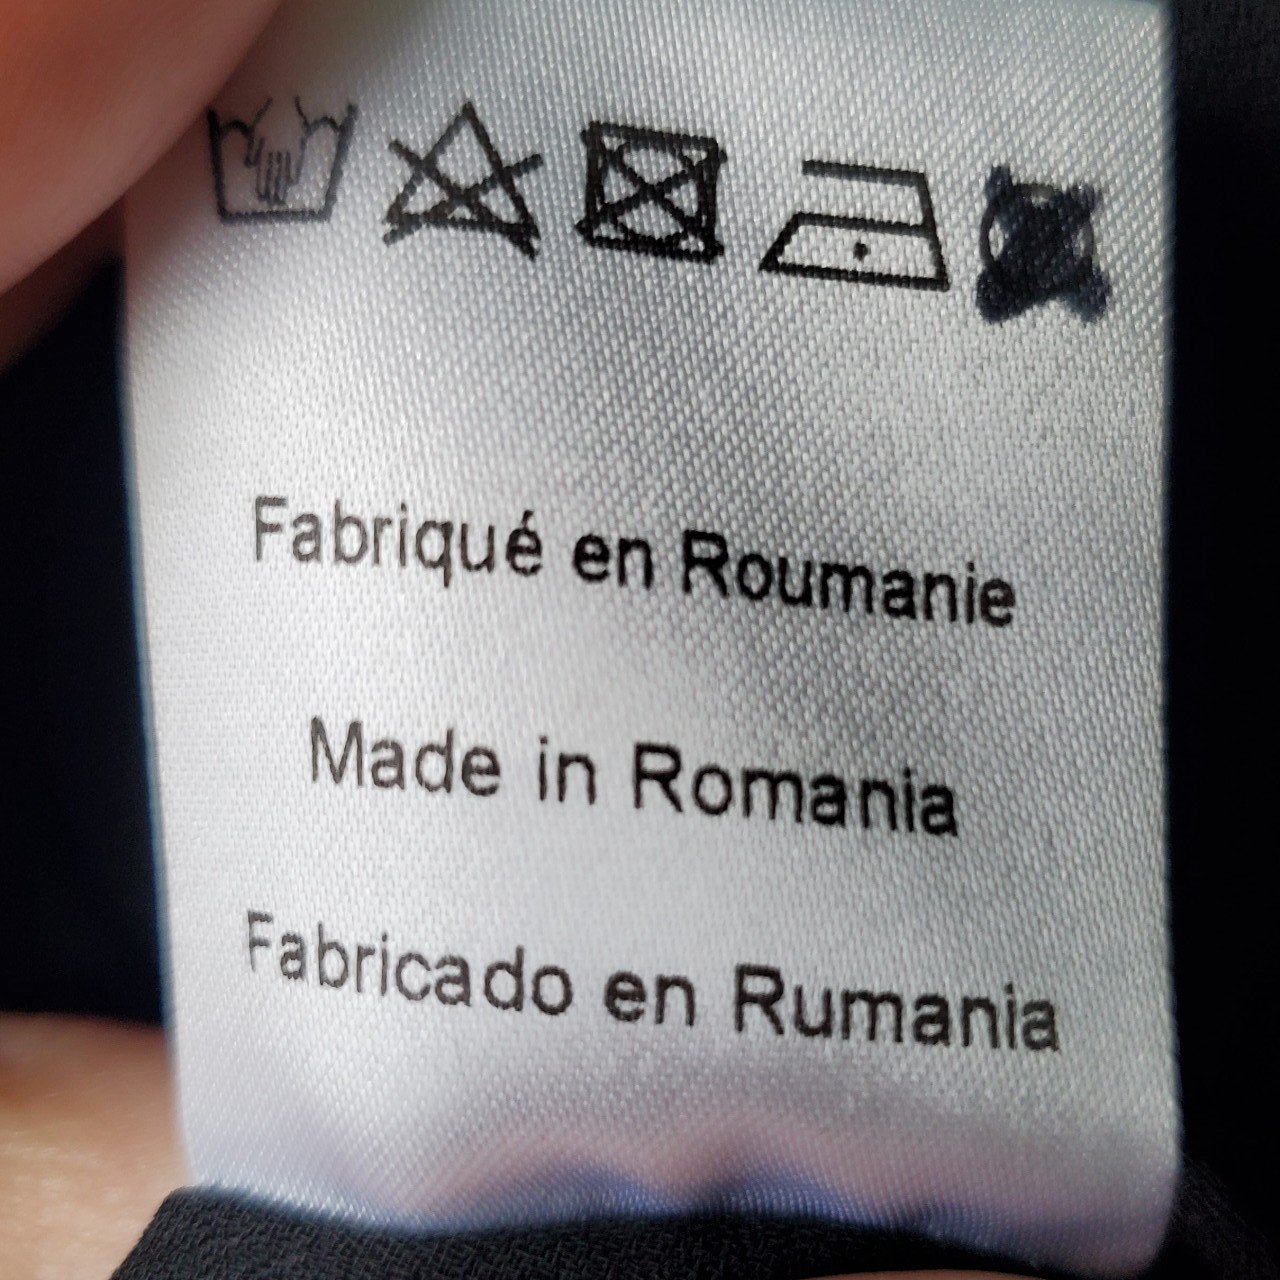 Fabriqué en Roumanie
Made in Romania
Fabricado en Rumania